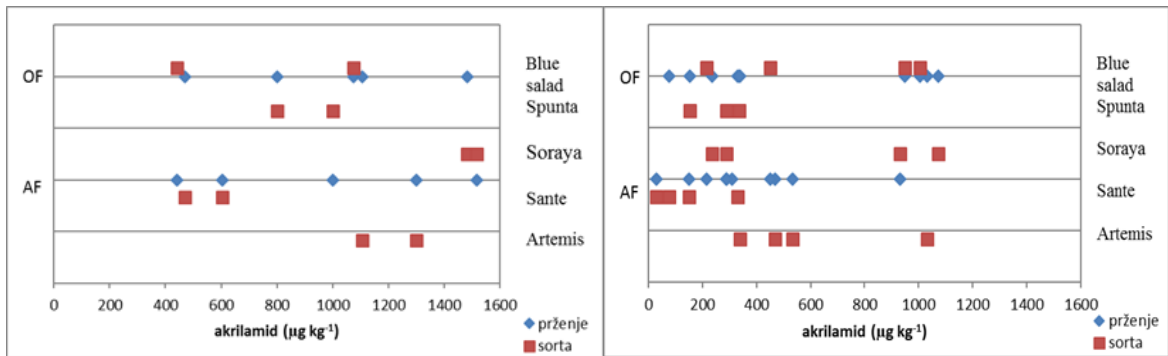 OF
AF
Blue
salad
Spunta
Soraya
Sante
Artemis
0 200 400 600 800 1000 1200 1400 1600
akrilamid (μg kg⁻¹)
prženje
sorta
OF
AF
Blue
salad
Spunta
Soraya
Sante
Artemis
0 200 400 600 800 1000 1200 1400 1600
akrilamid (μg kg⁻¹)
prženje
sorta